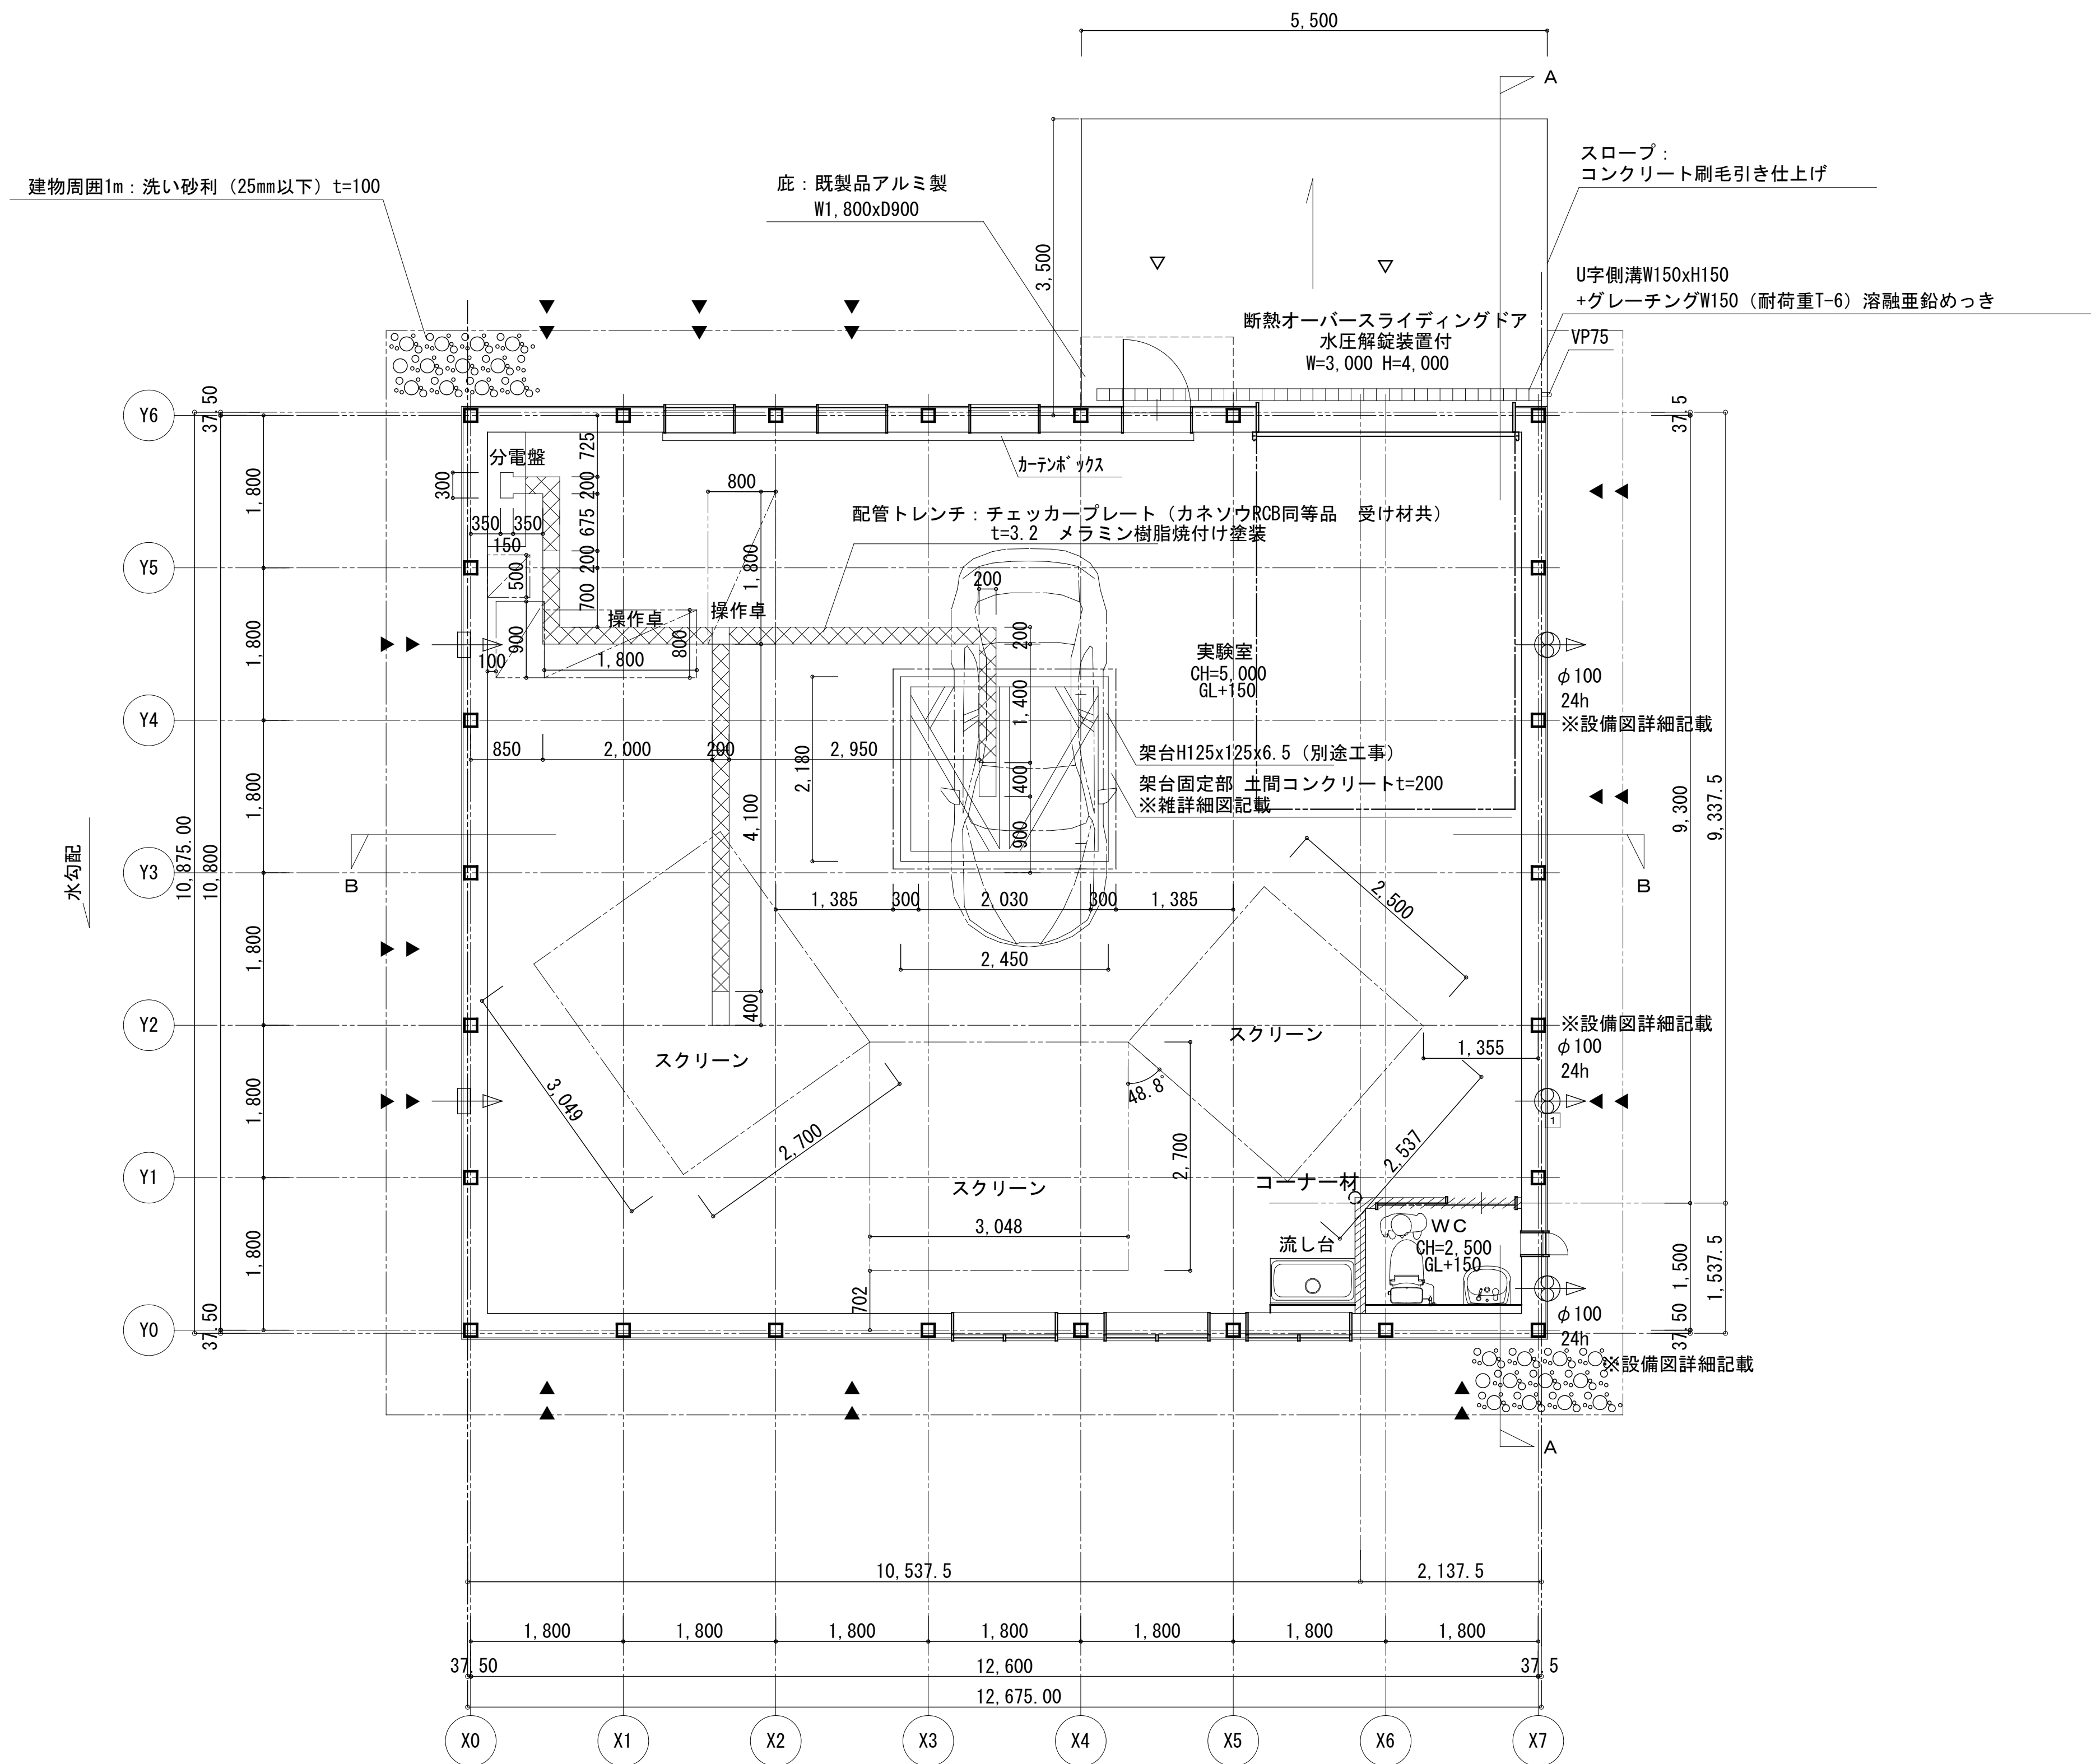 5,500
A
スロープ：
コンクリート刷毛引き仕上げ
建物周囲1m：洗い砂利（25mm以下）t=100
庇：既製品アルミ製
W1,800xD900
3,500
U字側溝W150xH150
+グレーチングW150（耐荷重T-6）溶融亜鉛めっき
VP75
断熱オーバースライディングドア
水圧解錠装置付
W=3,000 H=4,000
Y6
37.50
37.5
725
分電盤
カーテンボックス
300
200
800
1,800
675
350
350
配管トレンチ：チェッカープレート（カネソウRCB同等品　受け材共）
t=3.2　メラミン樹脂焼付け塗装
150
Y5
500
200
1,800
200
700
操作卓
操作卓
900
800
200
1,800
100
1,800
実験室
CH=5,000
GL+150
φ100
24h
※設備図詳細記載
Y4
1,400
850
2,000
200
2,950
2,180
架台H125x125x6.5（別途工事）
400
架台固定部 土間コンクリートt=200
※雑詳細図記載
1,800
4,100
900
9,300
9,337.5
10,875.00
10,800
水勾配
Y3
B
B
1,385
300
2,030
300
1,385
2,500
1,800
2,450
400
Y2
※設備図詳細記載
φ100
24h
スクリーン
スクリーン
1,355
3,049
48.8°
1,800
1
2,700
2,700
2,537
Y1
コーナー材
スクリーン
3,048
WC
CH=2,500
GL+150
流し台
1,800
702
1,500
1,537.5
Y0
37.50
37.50
φ100
24h
※設備図詳細記載
A
10,537.5
2,137.5
1,800
1,800
1,800
1,800
1,800
1,800
1,800
37.50
12,600
37.5
12,675.00
X0
X1
X2
X3
X4
X5
X6
X7